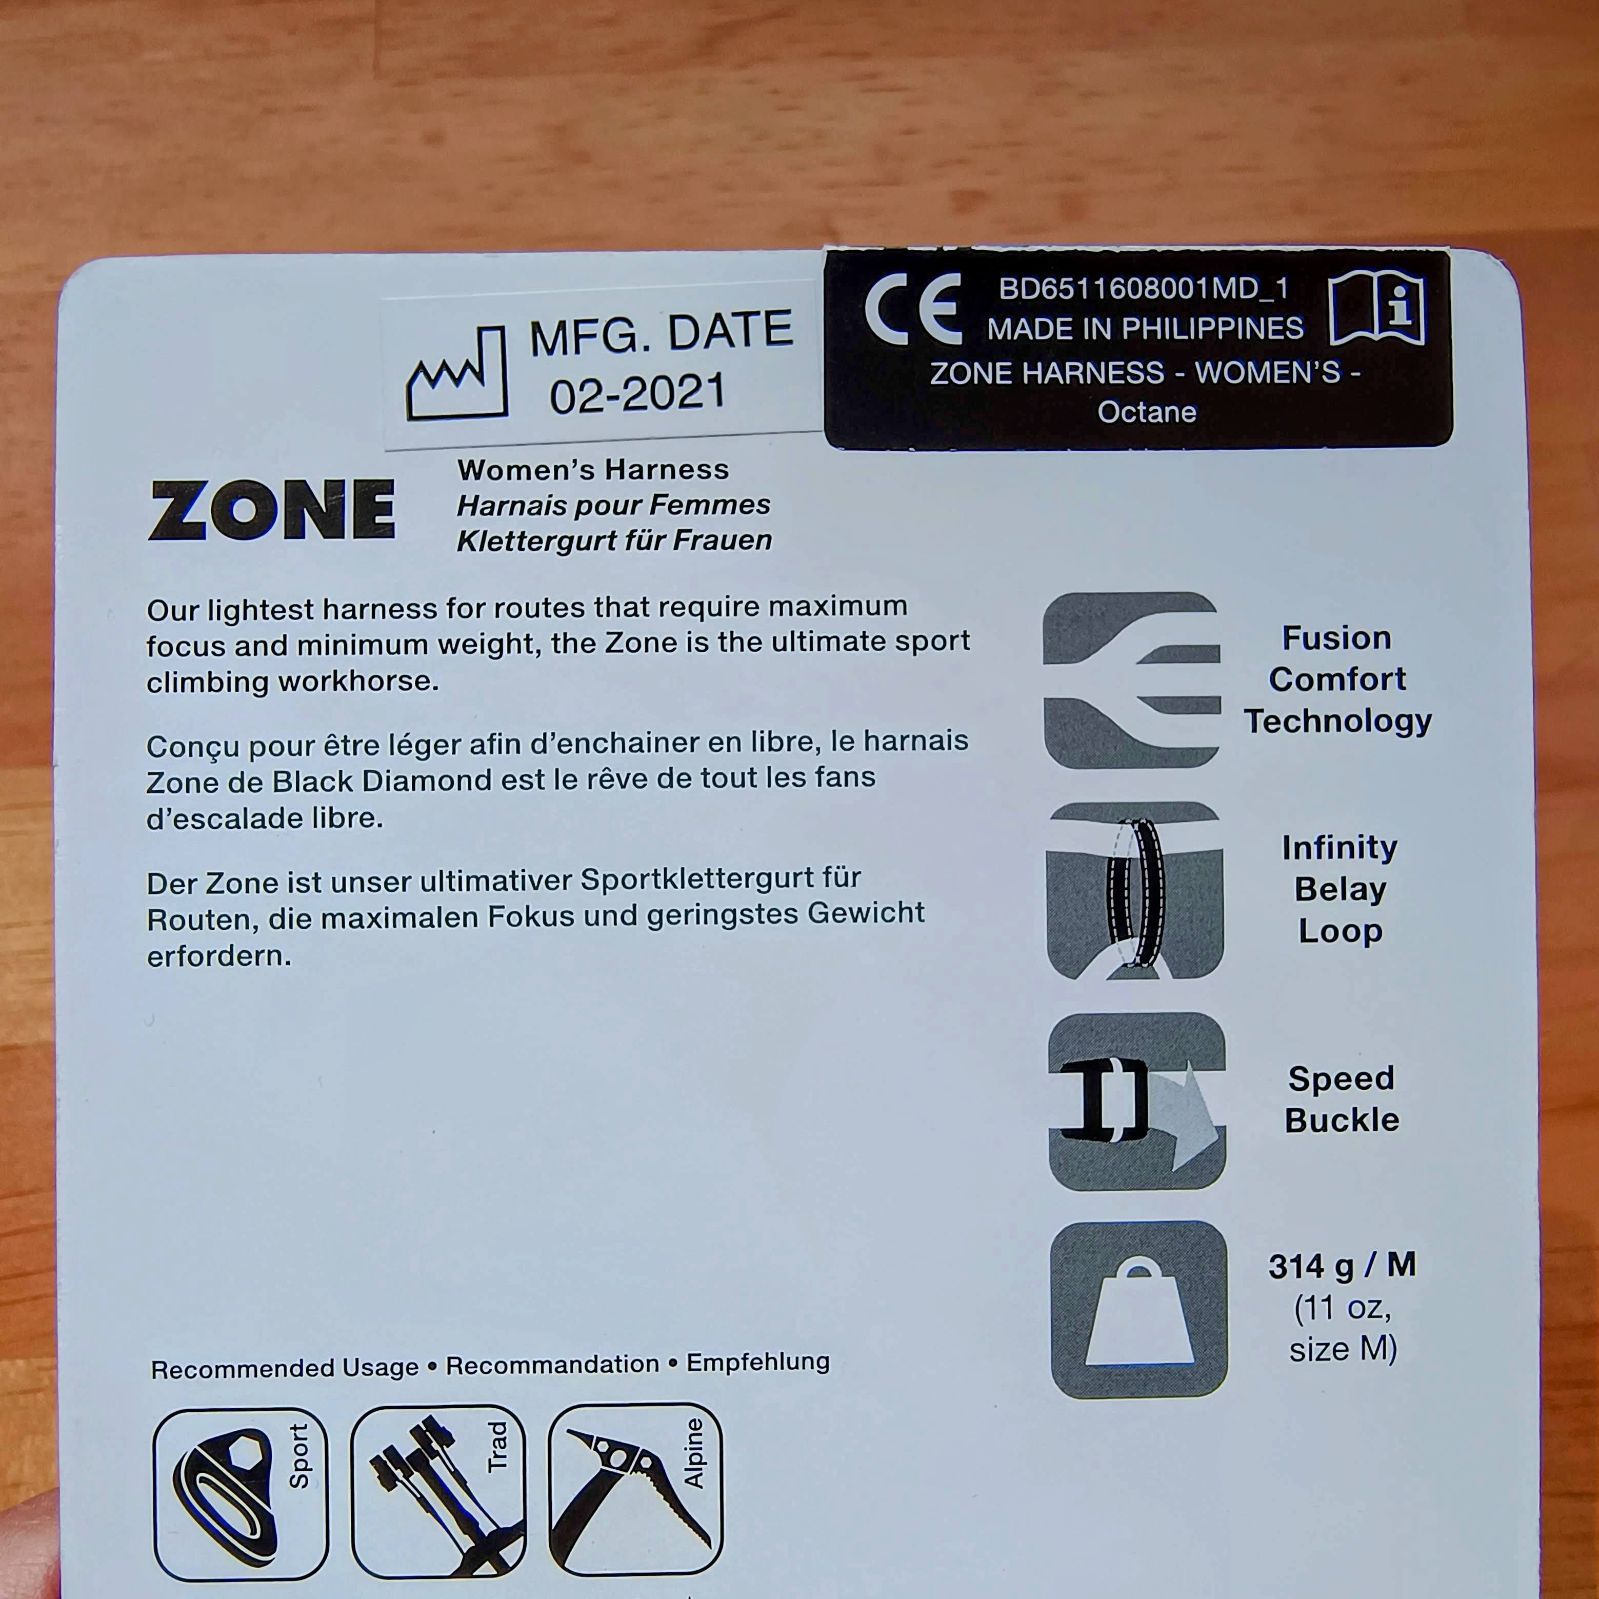 MFG. DATE
02-2021
CE
BD6511608001MD_1
MADE IN PHILIPPINES
ZONE HARNESS - WOMEN'S -
Octane
ZONE
Women's Harness
Harnais pour Femmes
Klettergurt für Frauen
Our lightest harness for routes that require maximum
focus and minimum weight, the Zone is the ultimate sport
climbing workhorse.
Conçu pour être léger afin d'enchainer en libre, le harnais
Zone de Black Diamond est le rêve de tout les fans
d'escalade libre.
Der Zone ist unser ultimativer Sportklettergurt für
Routen, die maximalen Fokus und geringstes Gewicht
erfordern.
Fusion
Comfort
Technology
Infinity
Belay
Loop
Speed
Buckle
314 g / M
(11 oz,
size M)
Recommended Usage • Recommandation • Empfehlung
Sport
Trad
Alpine